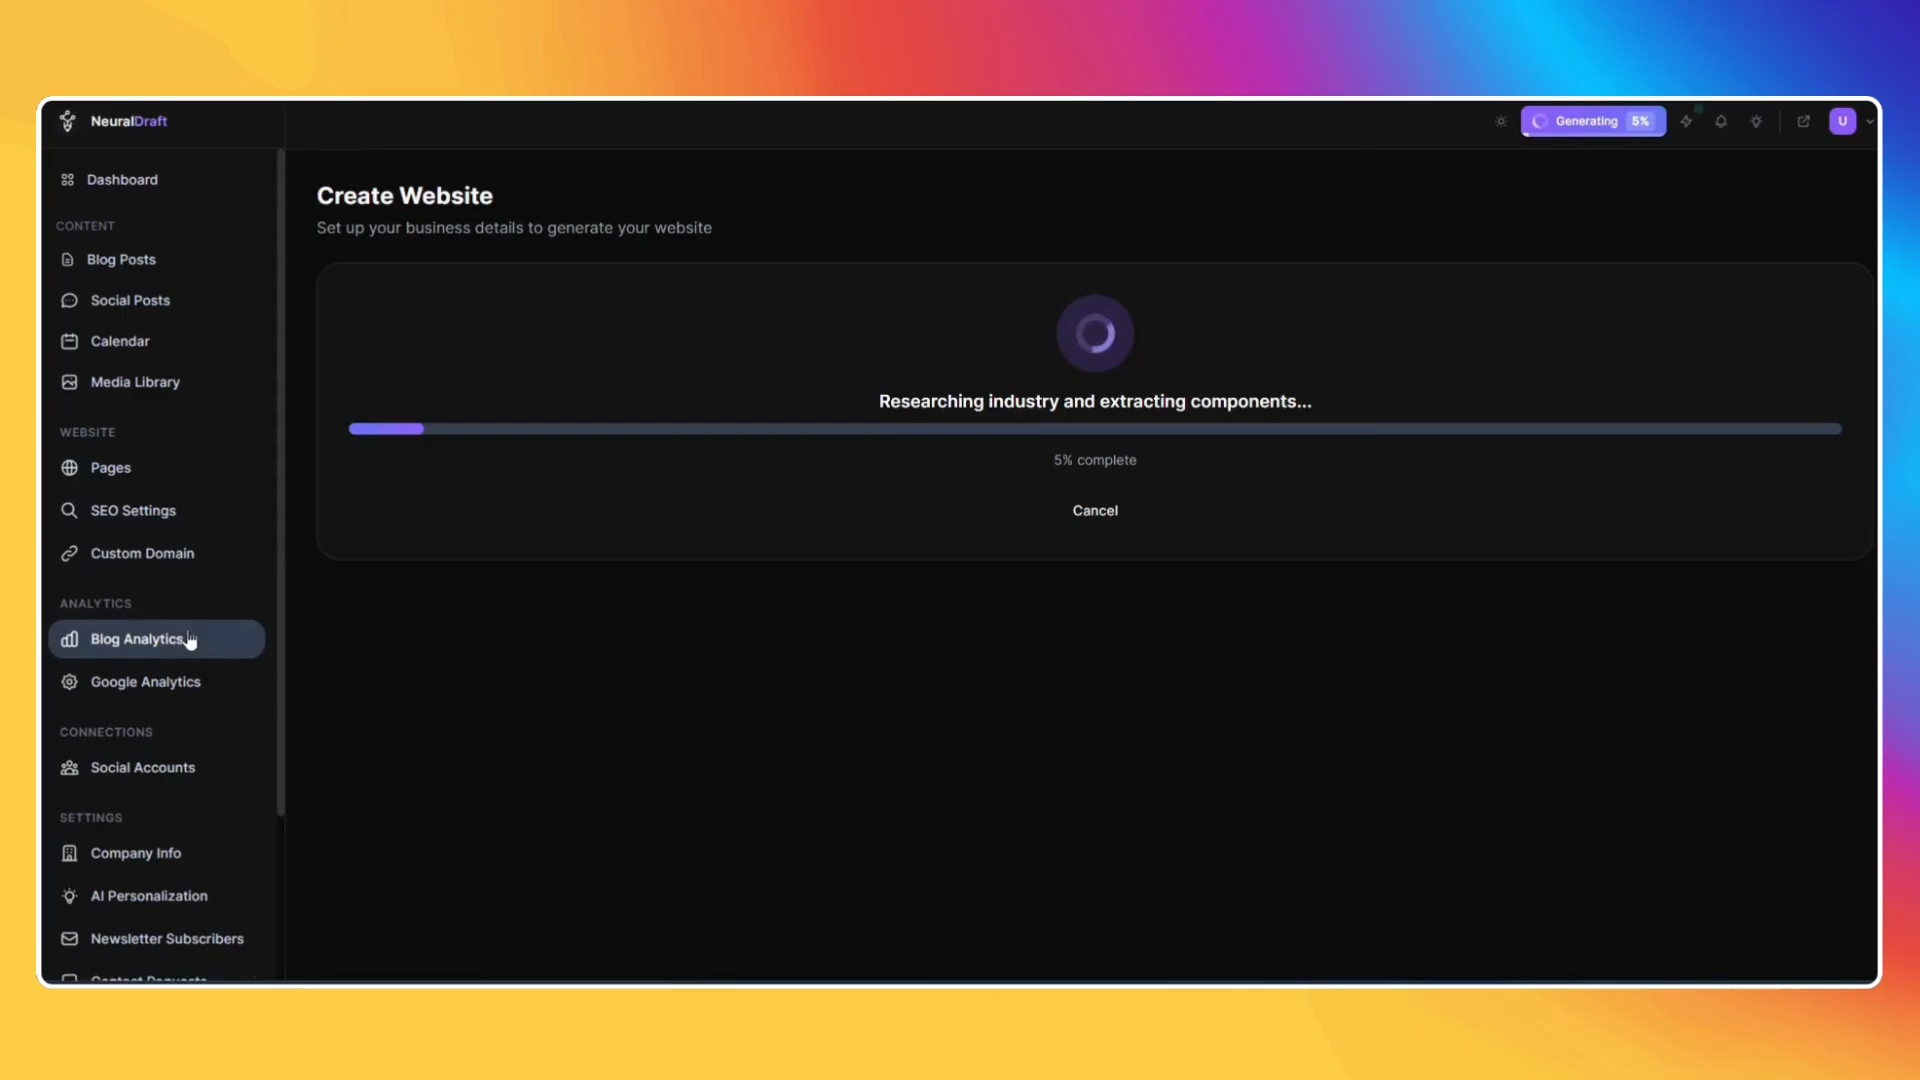 NeuralDraft
Generating 5%
U
Dashboard
CONTENT
Blog Posts
Social Posts
Calendar
Media Library
WEBSITE
Pages
SEO Settings
Custom Domain
ANALYTICS
Blog Analytics
Google Analytics
CONNECTIONS
Social Accounts
SETTINGS
Company Info
AI Personalization
Newsletter Subscribers
Contact Requests
Create Website
Set up your business details to generate your website
Researching industry and extracting components...
5% complete
Cancel